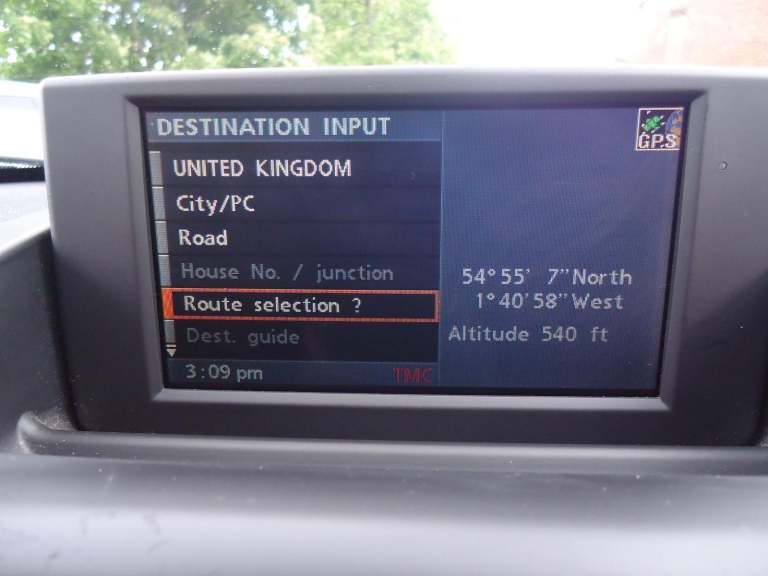 DESTINATION INPUT
GPS
UNITED KINGDOM
City/PC
Road
House No. / junction
Route selection ?
Dest. guide
54°55' 7"North
1°40'58"West
Altitude 540 ft
3:09 pm
TMC